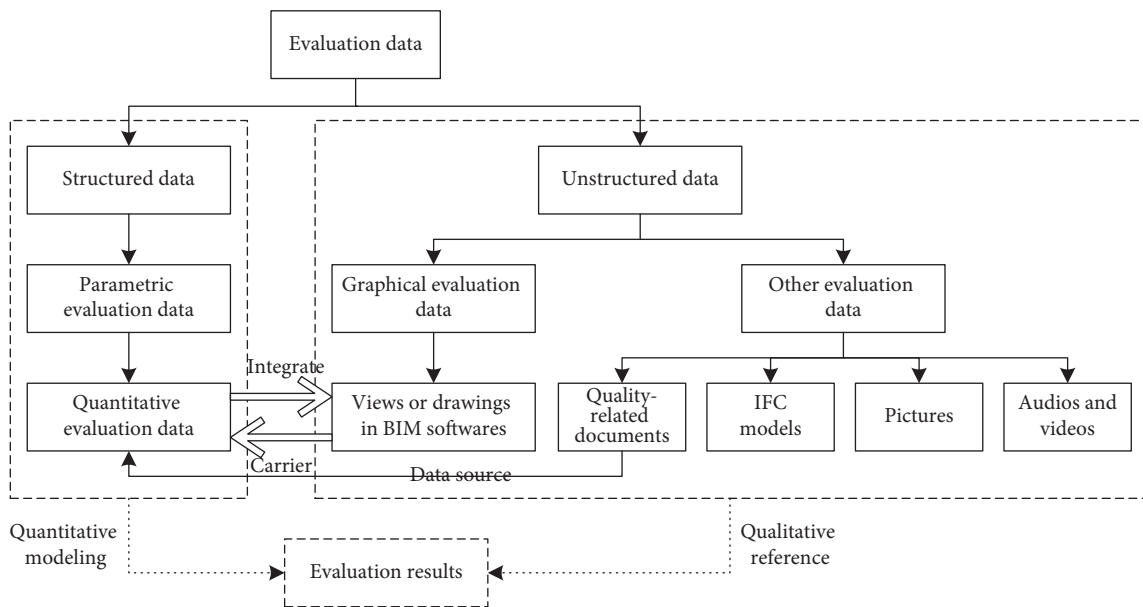 Evaluation data
Structured data
Unstructured data
Parametric
evaluation data
Graphical evaluation
data
Other evaluation
data
Integrate
Quantitative
evaluation data
Views or drawings
in BIM softwares
Quality-
related
documents
IFC
models
Pictures
Audios and
videos
Carrier
Data source
Quantitative
modeling
Qualitative
reference
Evaluation results